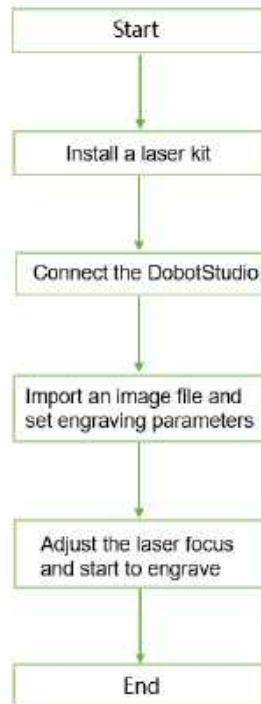 Start
Install a laser kit
Connect the DobotStudio
Import an image file and
set engraving parameters
Adjust the laser focus
and start to engrave
End